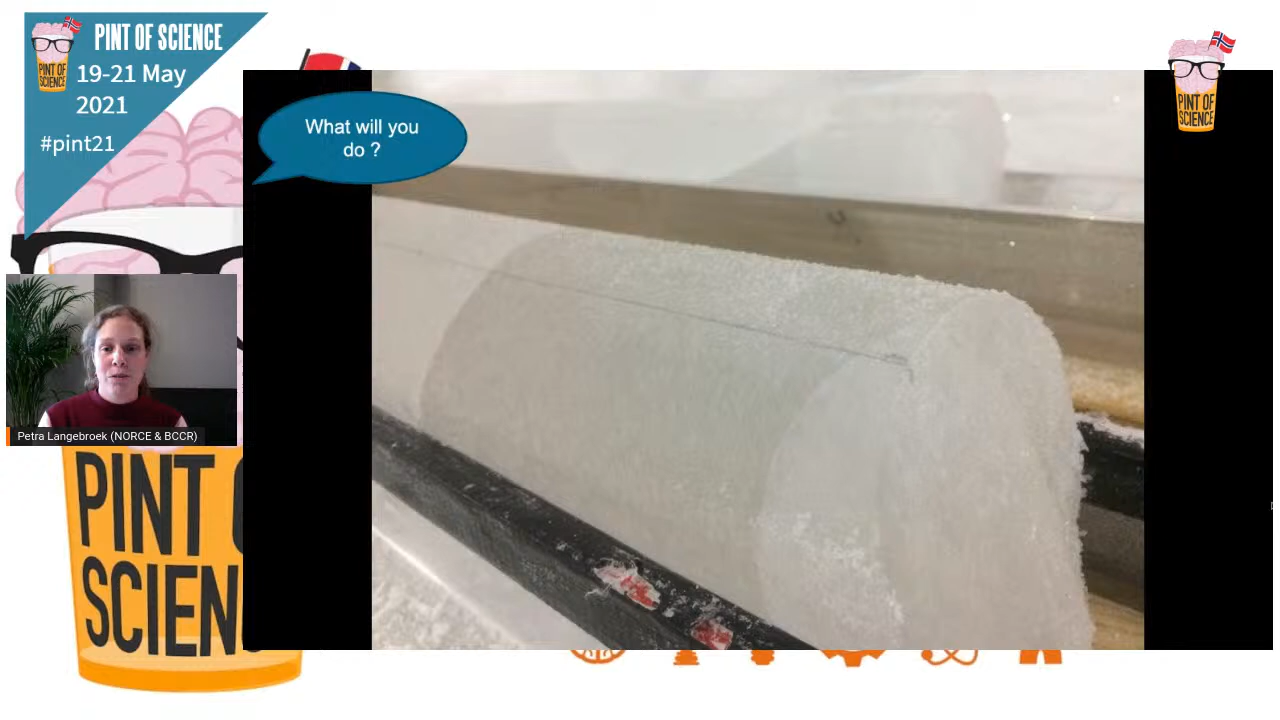 PINT OF SCIENCE
19-21 May
2021
#pint21
PINT OF
SCIENCE
What will you
do ?
PINT OF
SCIENCE
Petra Langebroek (NORCE & BCCR)
PINT
SCIEN